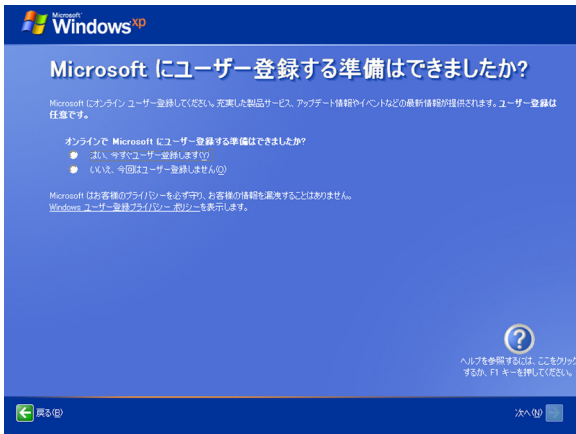 Microsoft
Windows xp
Microsoft にユーザー登録する準備はできましたか?
Microsoft にオンライン ユーザー登録してください。充実した製品サービス、アップデート情報やイベントなどの最新情報が提供されます。ユーザー登録は
任意です。
オンラインで Microsoft にユーザー登録する準備はできましたか?
はい、今すぐユーザー登録します(Y)
いいえ、今回はユーザー登録しません(O)
Microsoft はお客様のプライバシーを必ず守り、お客様の情報を漏洩することはありません。
Windows ユーザー登録プライバシー ポリシーを表示します。
?
ヘルプを参照するには、ここをクリック
するか、F1 キーを押してください。
戻る(B)
次へ(N)